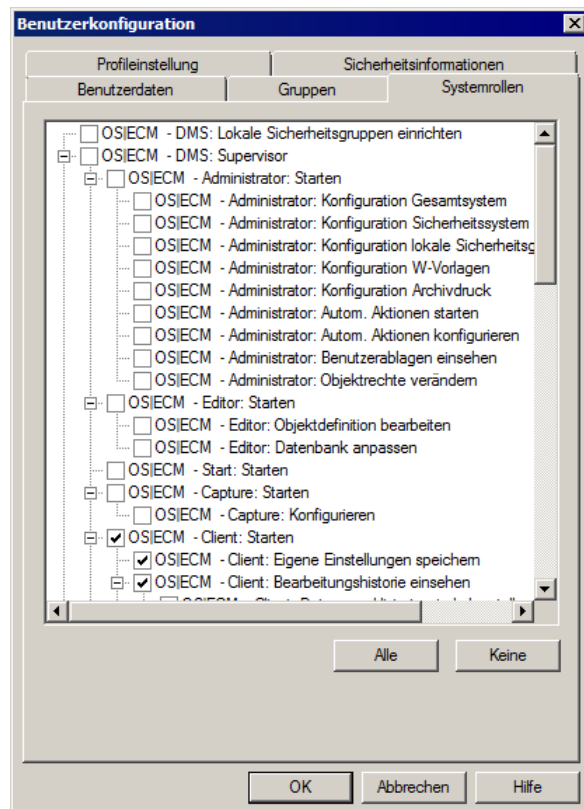 Benutzerkonfiguration
Profileinstellung
Sicherheitsinformationen
Benutzerdaten
Gruppen
Systemrollen
OS|ECM - DMS: Lokale Sicherheitsgruppen einrichten
OS|ECM - DMS: Supervisor
OS|ECM - Administrator: Starten
OS|ECM - Administrator: Konfiguration Gesamtsystem
OS|ECM - Administrator: Konfiguration Sicherheitssystem
OS|ECM - Administrator: Konfiguration lokale Sicherheitsg
OS|ECM - Administrator: Konfiguration W-Vorlagen
OS|ECM - Administrator: Konfiguration Archivdruck
OS|ECM - Administrator: Autom. Aktionen starten
OS|ECM - Administrator: Autom. Aktionen konfigurieren
OS|ECM - Administrator: Benutzerablagen einsehen
OS|ECM - Administrator: Objektrechte verändern
OS|ECM - Editor: Starten
OS|ECM - Editor: Objektdefinition bearbeiten
OS|ECM - Editor: Datenbank anpassen
OS|ECM - Start: Starten
OS|ECM - Capture: Starten
OS|ECM - Capture: Konfigurieren
OS|ECM - Client: Starten
OS|ECM - Client: Eigene Einstellungen speichern
OS|ECM - Client: Bearbeitungshistorie einsehen
Alle
Keine
OK
Abbrechen
Hilfe